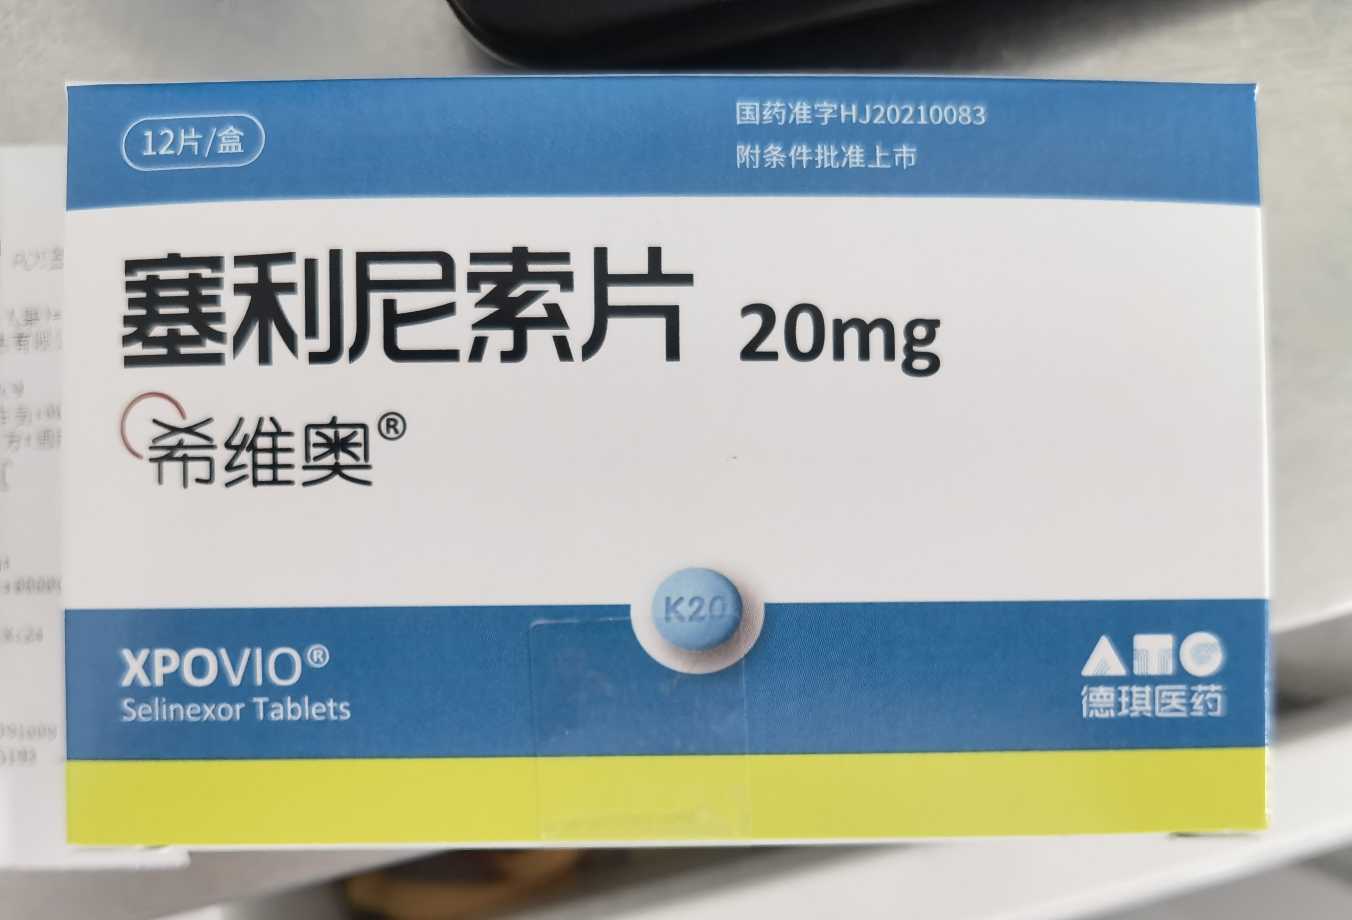 12片/盒
国药准字HJ20210083
附条件批准上市
塞利尼索片 20mg
希维奥®
K20
XPOVIO®
Selinexor Tablets
德琪医药